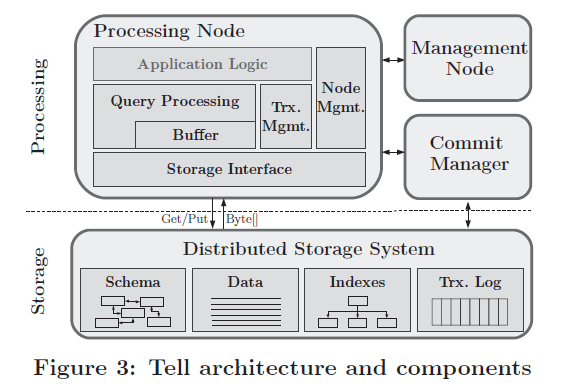 Processing
Processing Node
Application Logic
Query Processing
Buffer
Trx.
Mgmt.
Node
Mgmt.
Storage Interface
Management
Node
Commit
Manager
Get/Put
Byte[]
Storage
Distributed Storage System
Schema
Data
Indexes
Trx. Log
Figure 3: Tell architecture and components